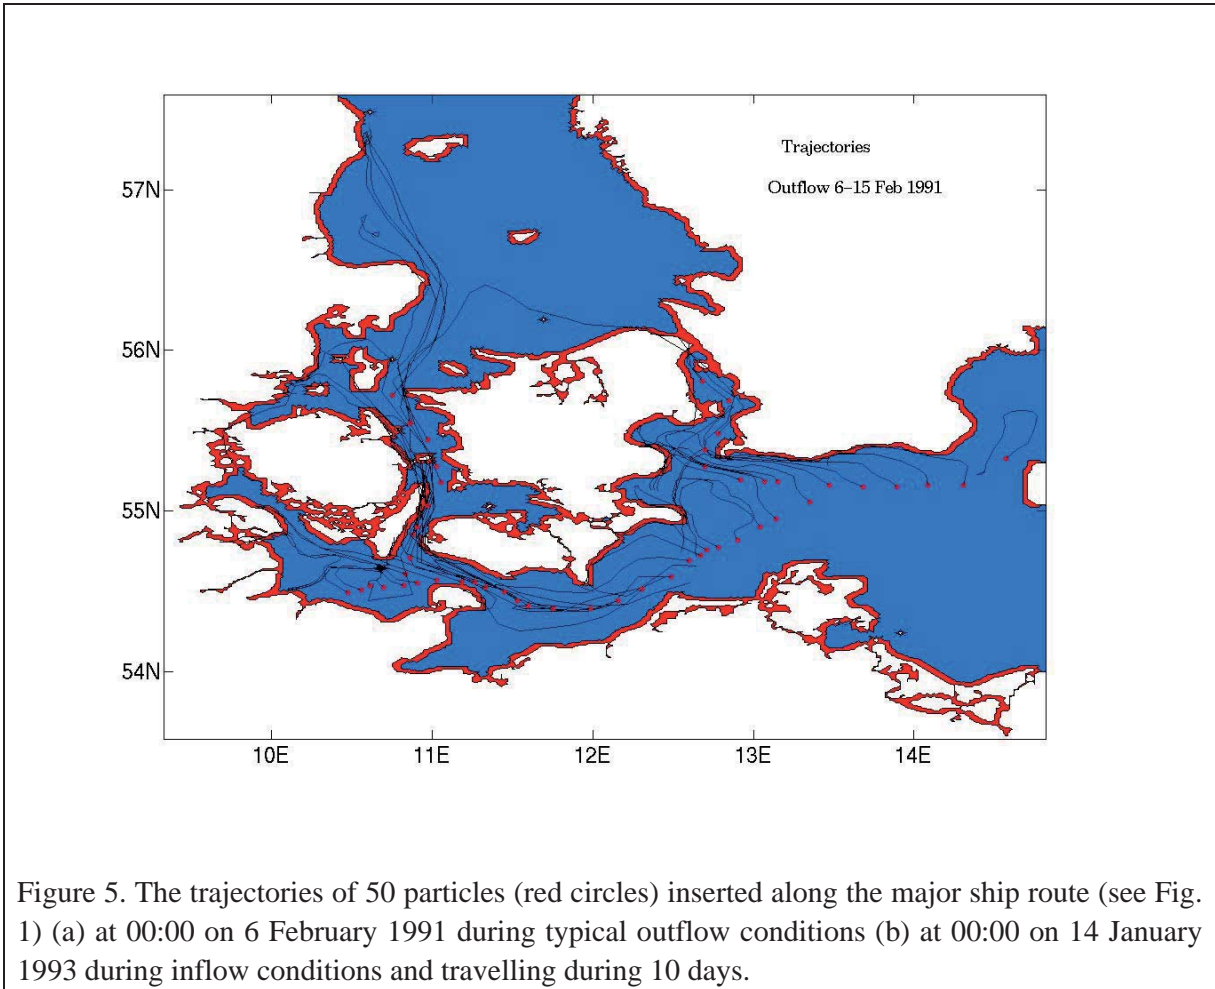 Trajectories
57N
Outflow 6–15 Feb 1991
56N
55N
54N
10E 11E 12E 13E 14E
Figure 5. The trajectories of 50 particles (red circles) inserted along the major ship route (see Fig.
1) (a) at 00:00 on 6 February 1991 during typical outflow conditions (b) at 00:00 on 14 January
1993 during inflow conditions and travelling during 10 days.